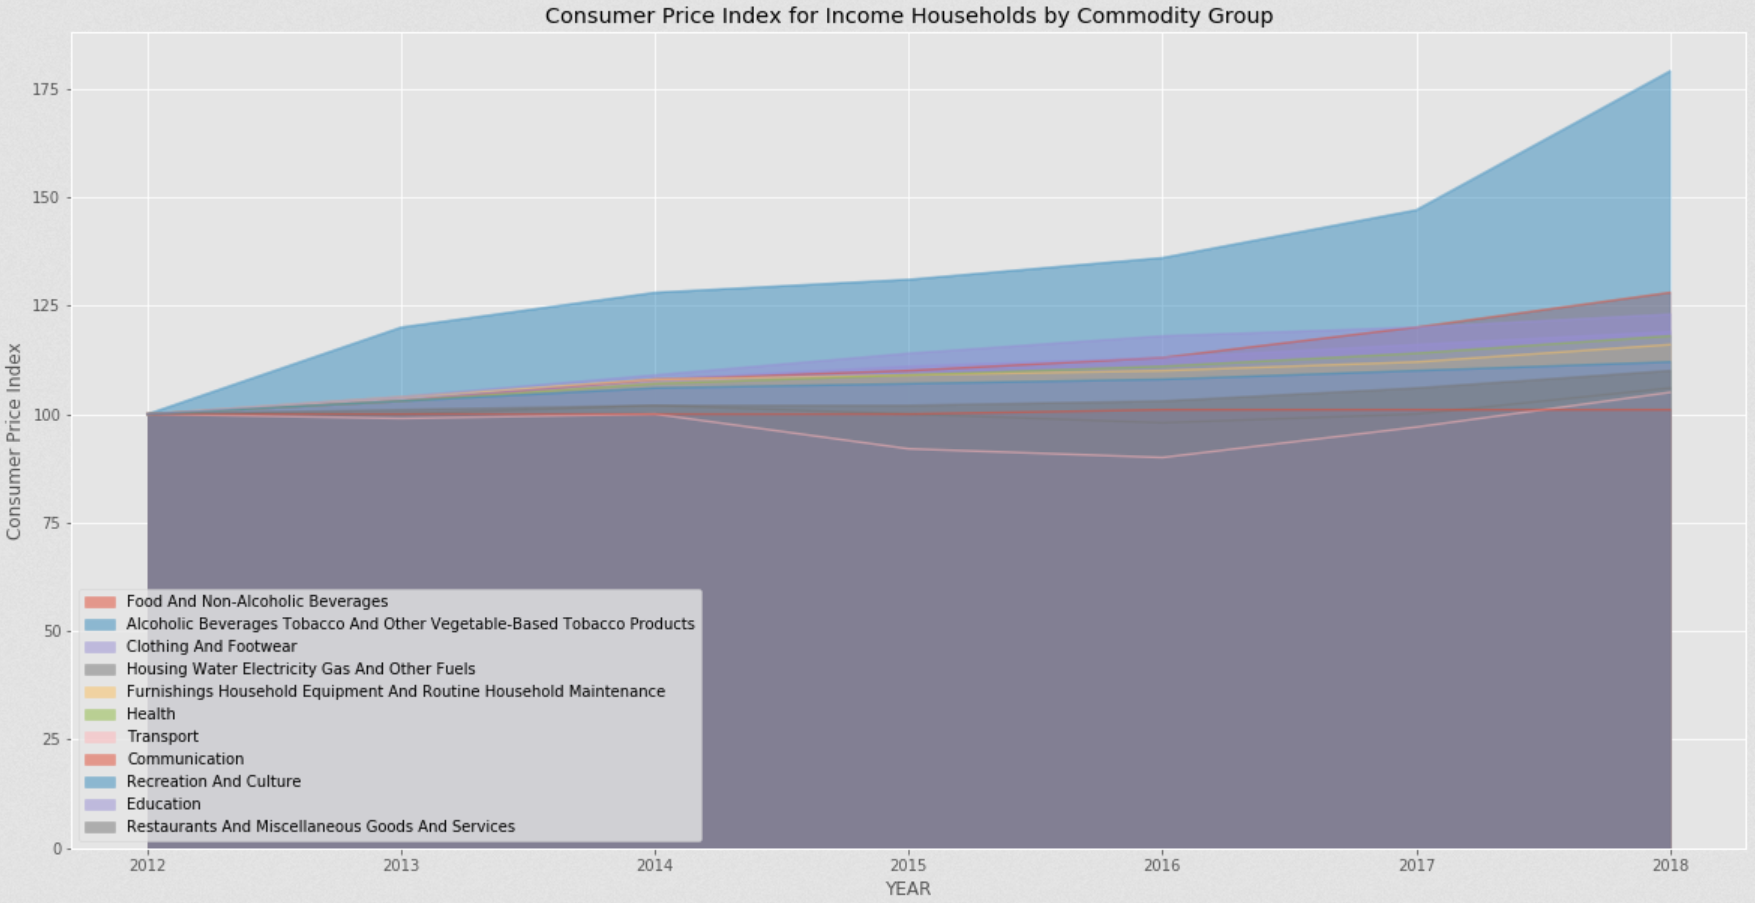 Consumer Price Index for Income Households by Commodity Group
Consumer Price Index
175
150
125
100
75
50
25
0
Food And Non-Alcoholic Beverages
Alcoholic Beverages Tobacco And Other Vegetable-Based Tobacco Products
Clothing And Footwear
Housing Water Electricity Gas And Other Fuels
Furnishings Household Equipment And Routine Household Maintenance
Health
Transport
Communication
Recreation And Culture
Education
Restaurants And Miscellaneous Goods And Services
2012 2013 2014 2015 2016 2017 2018
YEAR